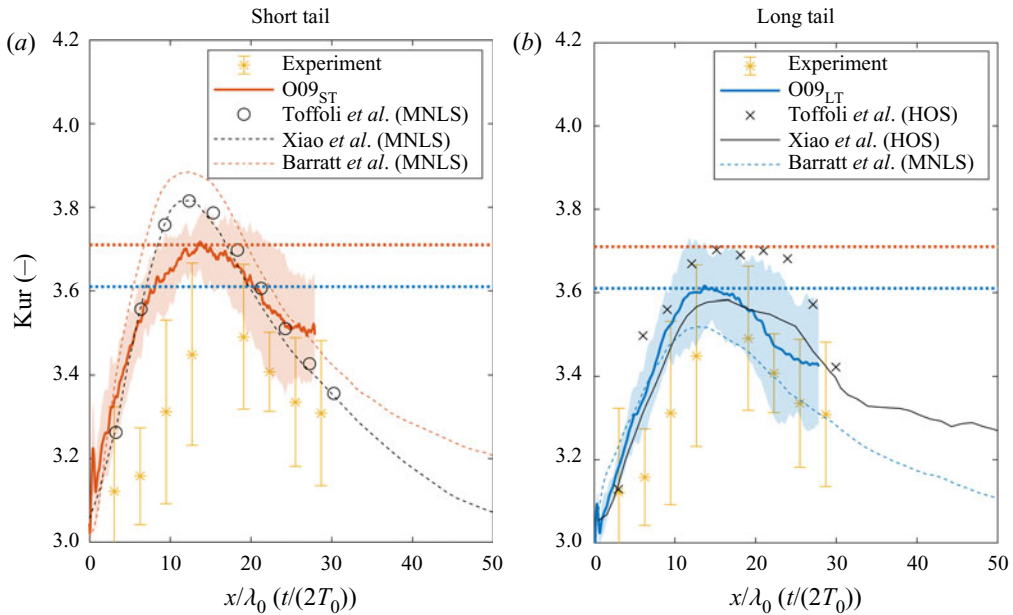 Short tail
(a)
4.2
4.0
3.8
3.6
3.4
3.2
3.0
Kur (–)
Experiment
O09ST
Toffoli et al. (MNLS)
Xiao et al. (MNLS)
Barratt et al. (MNLS)
0 10 20 30 40 50
x/λ0 (t/(2T0))
Long tail
(b)
4.2
4.0
3.8
3.6
3.4
3.2
3.0
Experiment
O09LT
Toffoli et al. (HOS)
Xiao et al. (HOS)
Barratt et al. (MNLS)
0 10 20 30 40 50
x/λ0 (t/(2T0))